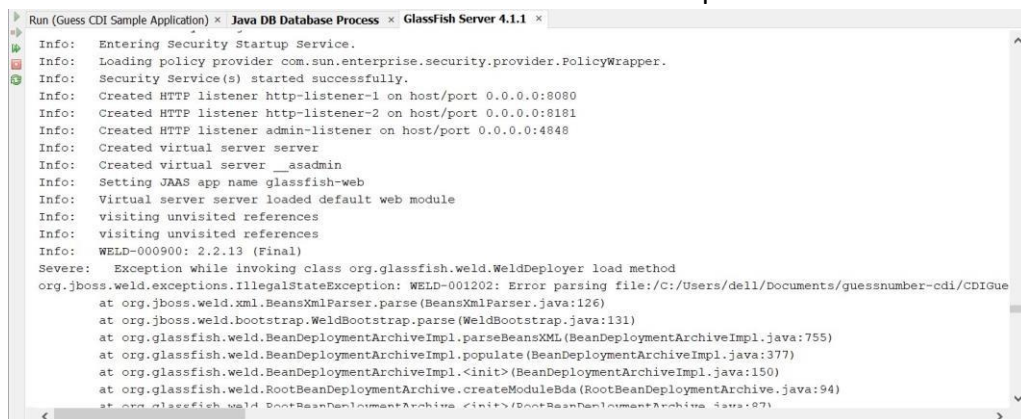 Run (Guess CDI Sample Application) × Java DB Database Process × GlassFish Server 4.1.1 ×
Info: Entering Security Startup Service.
Info: Loading policy provider com.sun.enterprise.security.provider.PolicyWrapper.
Info: Security Service(s) started successfully.
Info: Created HTTP listener http-listener-1 on host/port 0.0.0.0:8080
Info: Created HTTP listener http-listener-2 on host/port 0.0.0.0:8181
Info: Created HTTP listener admin-listener on host/port 0.0.0.0:4848
Info: Created virtual server server
Info: Created virtual server __asadmin
Info: Setting JAAS app name glassfish-web
Info: Virtual server server loaded default web module
Info: visiting unvisited references
Info: visiting unvisited references
Info: WELD-000900: 2.2.13 (Final)
Severe: Exception while invoking class org.glassfish.weld.WeldDeployer load method
org.jboss.weld.exceptions.IllegalStateException: WELD-001202: Error parsing file:/C:/Users/dell/Documents/guessnumber-cdi/CDIGue
at org.jboss.weld.xml.BeansXmlParser.parse(BeansXmlParser.java:126)
at org.jboss.weld.bootstrap.WeldBootstrap.parse(WeldBootstrap.java:131)
at org.glassfish.weld.BeanDeploymentArchiveImpl.parseBeansXML(BeanDeploymentArchiveImpl.java:755)
at org.glassfish.weld.BeanDeploymentArchiveImpl.populate(BeanDeploymentArchiveImpl.java:377)
at org.glassfish.weld.BeanDeploymentArchiveImpl.<init>(BeanDeploymentArchiveImpl.java:150)
at org.glassfish.weld.RootBeanDeploymentArchive.createModuleBda(RootBeanDeploymentArchive.java:94)
at org.glassfish.weld.RootBeanDeploymentArchive.<init>(RootBeanDeploymentArchive.java:87)